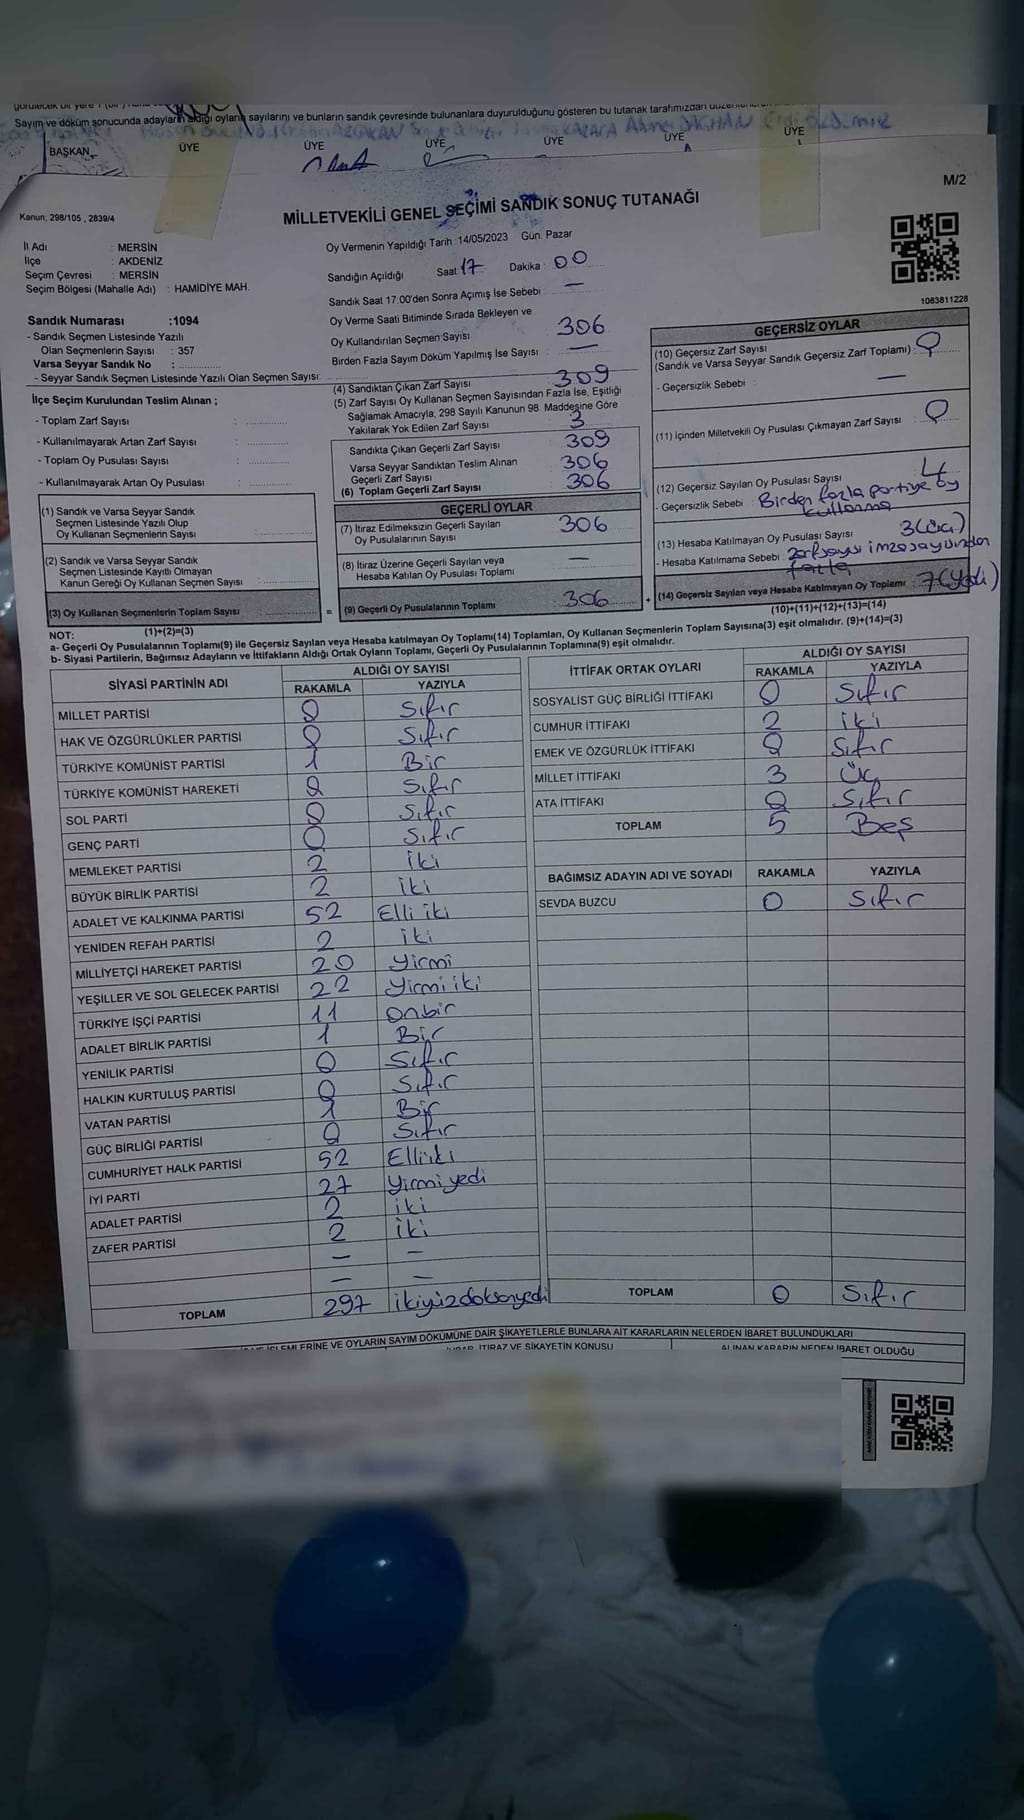 Sayım ve döküm sonucunda adayların aldığı oyların sayılarını ve bunların sandık çevresinde bulunanlara duyurulduğunu gösteren bu tutanak tarafımızdan
BAŞKAN ÜYE ÜYE ÜYE ÜYE ÜYE ÜYE
M/2
Kanun: 298/105 , 2839/4
MİLLETVEKİLİ GENEL SEÇİMİ SANDIK SONUÇ TUTANAĞI
İl Adı : MERSİN
İlçe : AKDENİZ
Seçim Çevresi : MERSİN
Seçim Bölgesi (Mahalle Adı) : HAMİDİYE MAH.
Oy Vermenin Yapıldığı Tarih 14/05/2023 Gün: Pazar
Sandığın Açıldığı Saat: 17 Dakika : 00
Sandık Saat 17.00'den Sonra Açımış İse Sebebi : —
Oy Verme Saati Bitiminde Sırada Bekleyen ve
Oy Kullandırılan Seçmen Sayısı : 306
Birden Fazla Sayım Döküm Yapılmış İse Sayısı : —
1083811228
Sandık Numarası :1094
- Sandık Seçmen Listesinde Yazılı
Olan Seçmenlerin Sayısı : 357
Varsa Seyyar Sandık No :
- Seyyar Sandık Seçmen Listesinde Yazılı Olan Seçmen Sayısı:
İlçe Seçim Kurulundan Teslim Alınan ;
- Toplam Zarf Sayısı :
- Kullanılmayarak Artan Zarf Sayısı :
- Toplam Oy Pusulası Sayısı :
- Kullanılmayarak Artan Oy Pusulası :
(1) Sandık ve Varsa Seyyar Sandık
Seçmen Listesinde Yazılı Olup
Oy Kullanan Seçmenlerin Sayısı :
(2) Sandık ve Varsa Seyyar Sandık
Seçmen Listesinde Kayıtlı Olmayan
Kanun Gereği Oy Kullanan Seçmen Sayısı :
(3) Oy Kullanan Seçmenlerin Toplam Sayısı :
(1)+(2)=(3)
(4) Sandıktan Çıkan Zarf Sayısı : 309
(5) Zarf Sayısı Oy Kullanan Seçmen Sayısından Fazla İse, Eşitliği
Sağlamak Amacıyla, 298 Sayılı Kanunun 98. Maddesine Göre
Yakılarak Yok Edilen Zarf Sayısı : 3
Sandıkta Çıkan Geçerli Zarf Sayısı : 309
Varsa Seyyar Sandıktan Teslim Alınan
Geçerli Zarf Sayısı : 306
(6) Toplam Geçerli Zarf Sayısı : 306
GEÇERLİ OYLAR
(7) İtiraz Edilmeksizin Geçerli Sayılan
Oy Pusulalarının Sayısı : 306
(8) İtiraz Üzerine Geçerli Sayılan veya
Hesaba Katılan Oy Pusulası Toplamı : —
= (9) Geçerli Oy Pusulalarının Toplamı : 306 +
GEÇERSİZ OYLAR
(10) Geçersiz Zarf Sayısı
(Sandık ve Varsa Seyyar Sandık Geçersiz Zarf Toplamı) : 0
- Geçersizlik Sebebi : —
(11) İçinden Milletvekili Oy Pusulası Çıkmayan Zarf Sayısı : 0
(12) Geçersiz Sayılan Oy Pusulası Sayısı : 4
- Geçersizlik Sebebi : Birden fazla partiye oy
kullanma
(13) Hesaba Katılmayan Oy Pusulası Sayısı : 3 (üç)
- Hesaba Katılmama Sebebi : Zarf sayısı imza sayısından
fazla
(14) Geçersiz Sayılan veya Hesaba Katılmayan Oy Toplamı : 7 (yedi)
(10)+(11)+(12)+(13)=(14)
NOT:
a- Geçerli Oy Pusulalarının Toplamı(9) ile Geçersiz Sayılan veya Hesaba katılmayan Oy Toplamı(14) Toplamları, Oy Kullanan Seçmenlerin Toplam Sayısına(3) eşit olmalıdır. (9)+(14)=(3)
b- Siyasi Partilerin, Bağımsız Adayların ve İttifakların Aldığı Ortak Oyların Toplamı, Geçerli Oy Pusulalarının Toplamına(9) eşit olmalıdır.
SİYASİ PARTİNİN ADI ALDIĞI OY SAYISI
RAKAMLA YAZIYLA
MİLLET PARTİSİ 0 Sıfır
HAK VE ÖZGÜRLÜKLER PARTİSİ 0 Sıfır
TÜRKİYE KOMÜNİST PARTİSİ 1 Bir
TÜRKİYE KOMÜNİST HAREKETİ 0 Sıfır
SOL PARTİ 0 Sıfır
GENÇ PARTİ 0 Sıfır
MEMLEKET PARTİSİ 2 iki
BÜYÜK BİRLİK PARTİSİ 2 iki
ADALET VE KALKINMA PARTİSİ 52 Elli iki
YENİDEN REFAH PARTİSİ 2 iki
MİLLİYETÇİ HAREKET PARTİSİ 20 Yirmi
YEŞİLLER VE SOL GELECEK PARTİSİ 22 Yirmi iki
TÜRKİYE İŞÇİ PARTİSİ 11 Onbir
ADALET BİRLİK PARTİSİ 1 Bir
YENİLİK PARTİSİ 0 Sıfır
HALKIN KURTULUŞ PARTİSİ 0 Sıfır
VATAN PARTİSİ 1 Bir
GÜÇ BİRLİĞİ PARTİSİ 0 Sıfır
CUMHURİYET HALK PARTİSİ 52 Elliiki
İYİ PARTİ 27 Yirmiyedi
ADALET PARTİSİ 2 iki
ZAFER PARTİSİ 2 iki
— —
— —
TOPLAM 297 ikiyüzdoksanyedi
İTTİFAK ORTAK OYLARI ALDIĞI OY SAYISI
RAKAMLA YAZIYLA
SOSYALİST GÜÇ BİRLİĞİ İTTİFAKI 0 Sıfır
CUMHUR İTTİFAKI 2 iki
EMEK VE ÖZGÜRLÜK İTTİFAKI 0 Sıfır
MİLLET İTTİFAKI 3 Üç
ATA İTTİFAKI 0 Sıfır
TOPLAM 5 Beş
BAĞIMSIZ ADAYIN ADI VE SOYADI RAKAMLA YAZIYLA
SEVDA BUZCU 0 Sıfır
TOPLAM 0 Sıfır
ERİNE VE OYLARIN SAYIM DÖKÜMÜNE DAİR ŞİKAYETLERLE BUNLARA AİT KARARLARIN NELERDEN İBARET BULUNDUKLARI
İTİRAZ VE ŞİKAYETİN KONUSU ALINAN KARARIN NEDEN İBARET OLDUĞU